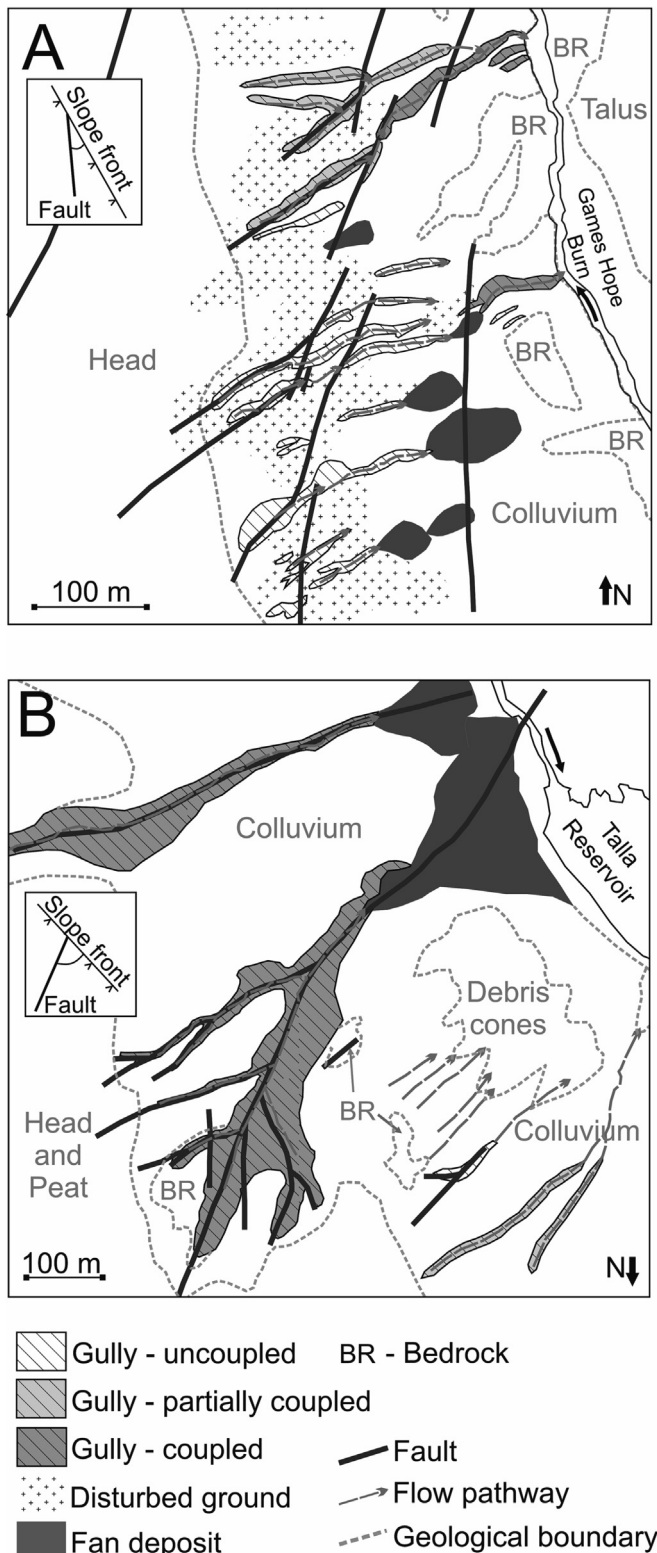 A
BR
Talus
BR
Slope front
Fault
Games Hope
Burn
Head
BR
BR
Colluvium
100 m
N
B
Colluvium
Talla
Reservoir
Slope front
Fault
Debris
cones
BR
Head
and
Peat
Colluvium
BR
100 m
N
Gully - uncoupled
BR - Bedrock
Gully - partially coupled
Gully - coupled
Fault
Disturbed ground
Flow pathway
Fan deposit
Geological boundary